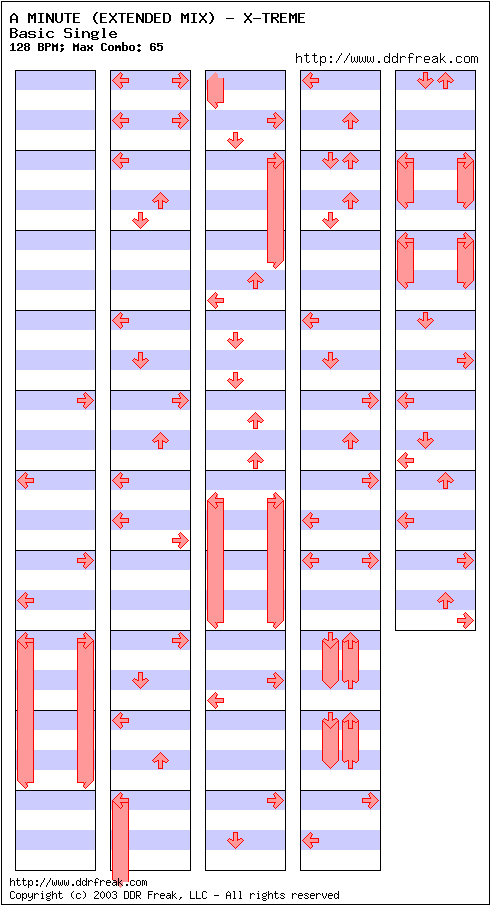 A MINUTE (EXTENDED MIX) - X-TREME
Basic Single
128 BPM; Max Combo: 65
http://www.ddrfreak.com
http://www.ddrfreak.com
Copyright (c) 2003 DDR Freak, LLC - All rights reserved